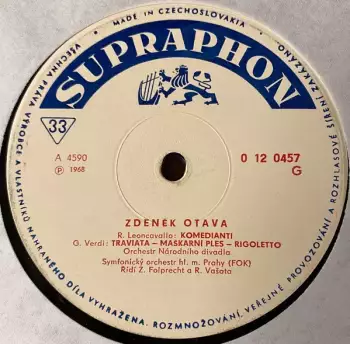 MADE IN CZECHOSLOVAKIA
SUPRAPHON
33
A 4590
℗ 1968
0 12 0457
G
ZDENĚK OTAVA
R. Leoncavallo: KOMEDIANTI
G. Verdi: TRAVIATA – MAŠKARNÍ PLES – RIGOLETTO
Orchestr Národního divadla
Symfonický orchestr hl. m. Prahy (FOK)
Řídí Z. Folprecht a R. Vašata
VŠECHNA PRÁVA VÝROBCE A VLASTNÍKŮ NAHRANÉHO DÍLA VYHRAŽENA. ROZMNOŽOVÁNÍ, VEŘEJNÉ PROVOZOVÁNÍ A ROZHLASOVÉ ŠÍŘENÍ ZAKÁZÁNO